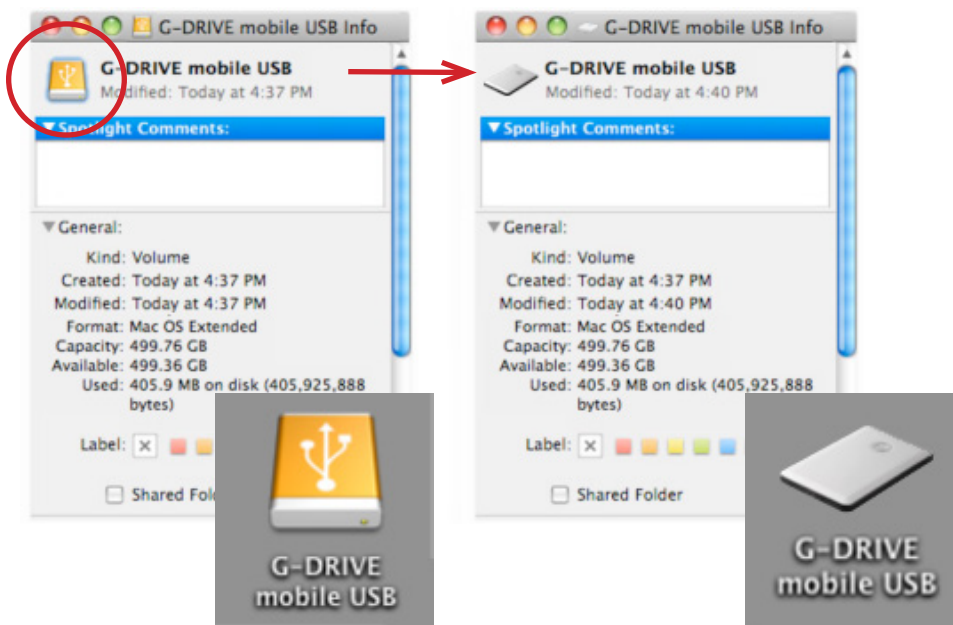 G-DRIVE mobile USB Info
G-DRIVE mobile USB
Modified: Today at 4:37 PM
Spotlight Comments:
General:
Kind: Volume
Created: Today at 4:37 PM
Modified: Today at 4:37 PM
Format: Mac OS Extended
Capacity: 499.76 GB
Available: 499.36 GB
Used: 405.9 MB on disk (405,925,888
bytes)
Label:
Shared Fol
G-DRIVE
mobile USB
G-DRIVE mobile USB Info
G-DRIVE mobile USB
Modified: Today at 4:40 PM
Spotlight Comments:
General:
Kind: Volume
Created: Today at 4:37 PM
Modified: Today at 4:40 PM
Format: Mac OS Extended
Capacity: 499.76 GB
Available: 499.36 GB
Used: 405.9 MB on disk (405,925,888
bytes)
Label:
Shared Folder
G-DRIVE
mobile USB